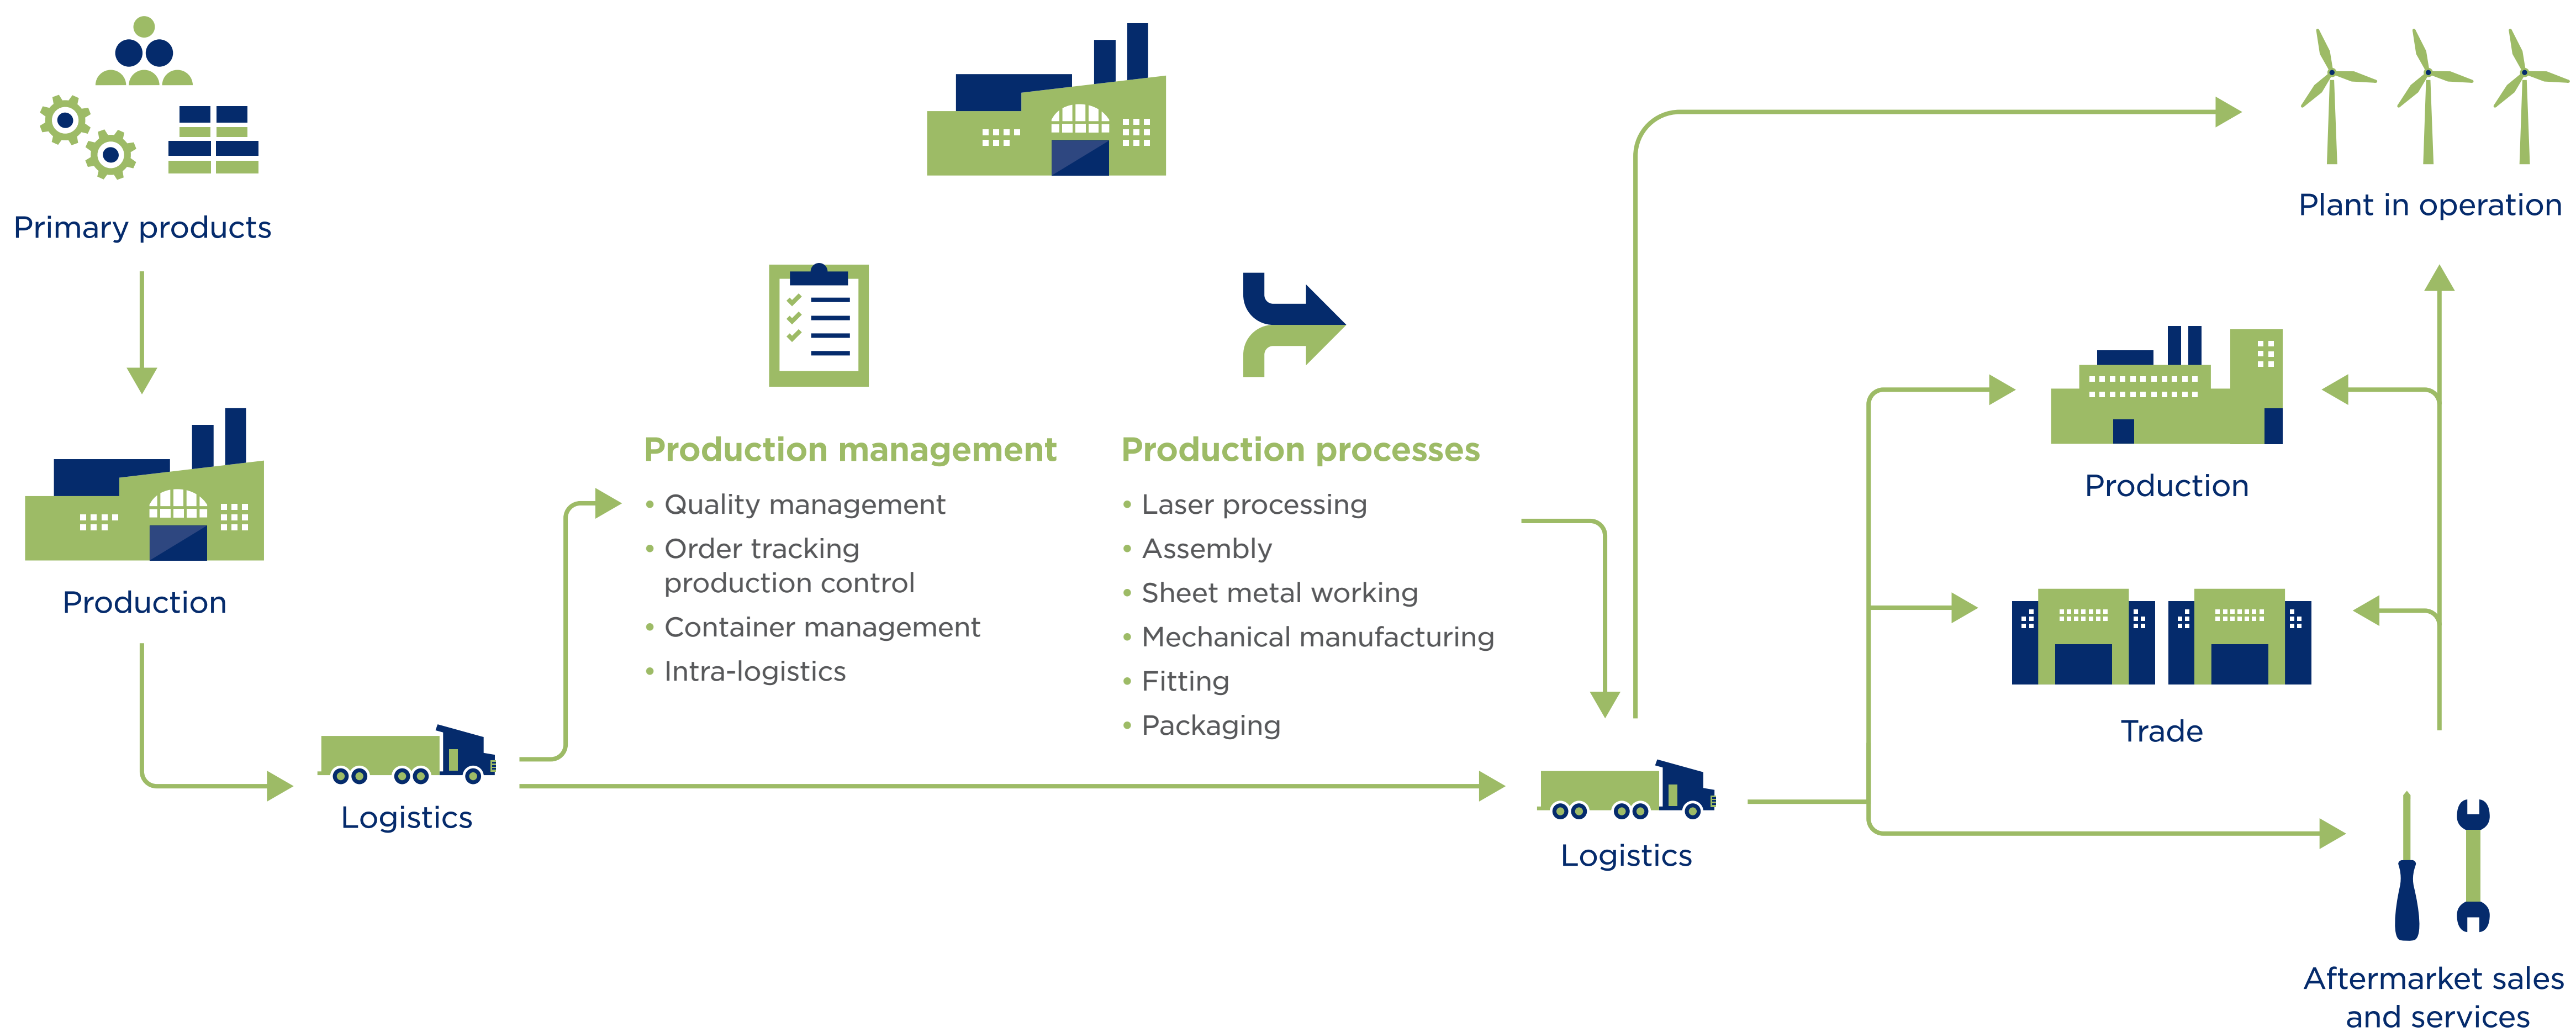 Primary products
Production
Logistics
Production management
• Quality management
• Order tracking
production control
• Container management
• Intra-logistics
Production processes
• Laser processing
• Assembly
• Sheet metal working
• Mechanical manufacturing
• Fitting
• Packaging
Logistics
Plant in operation
Production
Trade
Aftermarket sales
and services